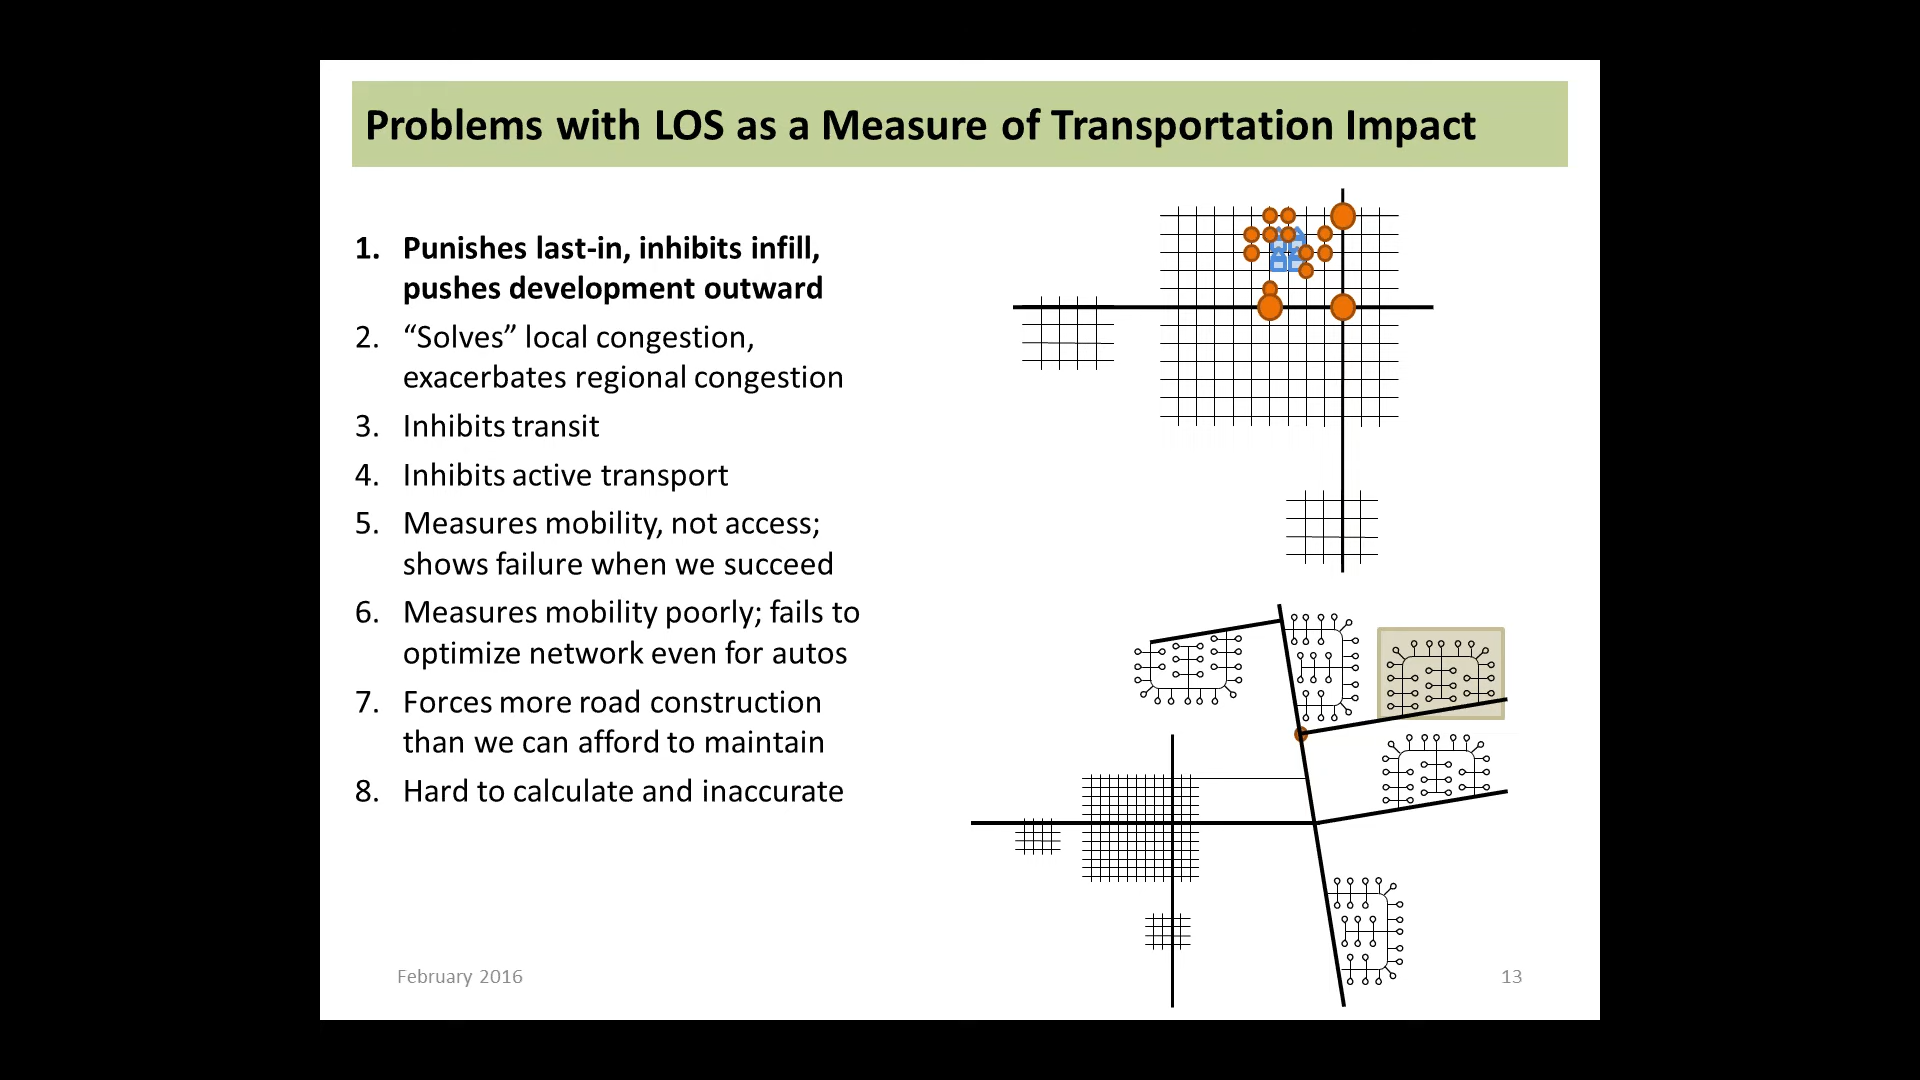 Problems with LOS as a Measure of Transportation Impact
1. Punishes last-in, inhibits infill,
pushes development outward
2. “Solves” local congestion,
exacerbates regional congestion
3. Inhibits transit
4. Inhibits active transport
5. Measures mobility, not access;
shows failure when we succeed
6. Measures mobility poorly; fails to
optimize network even for autos
7. Forces more road construction
than we can afford to maintain
8. Hard to calculate and inaccurate
February 2016
13